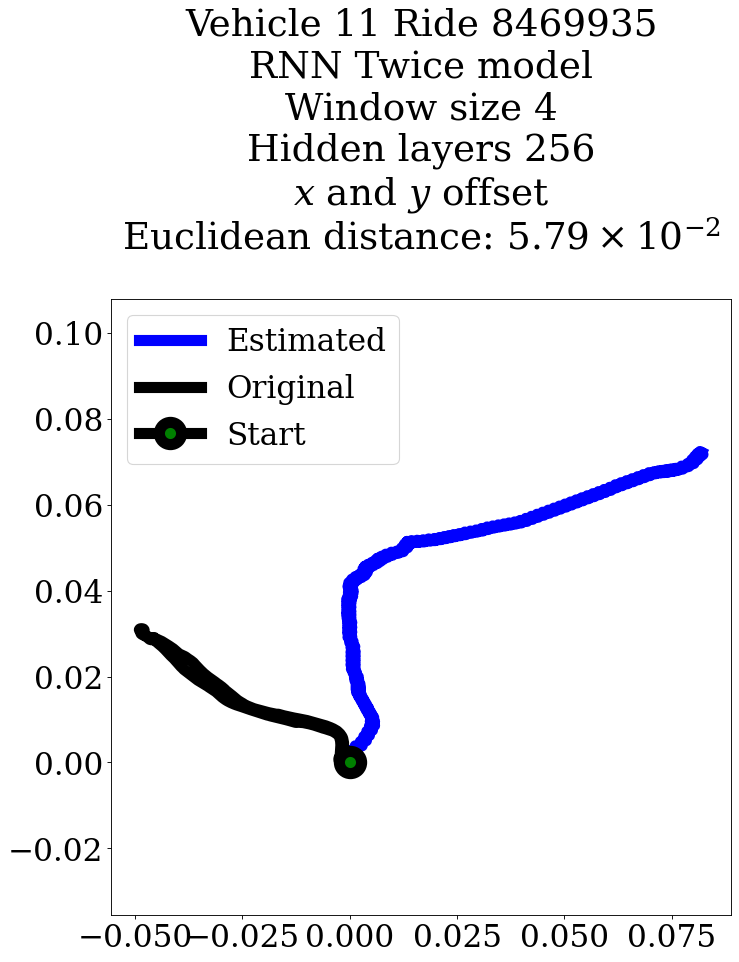 Vehicle 11 Ride 8469935
RNN Twice model
Window size 4
Hidden layers 256
x and y offset
Euclidean distance: 5.79 × 10⁻²
Estimated
Original
Start
0.10
0.08
0.06
0.04
0.02
0.00
−0.02
−0.050 −0.025 0.000 0.025 0.050 0.075